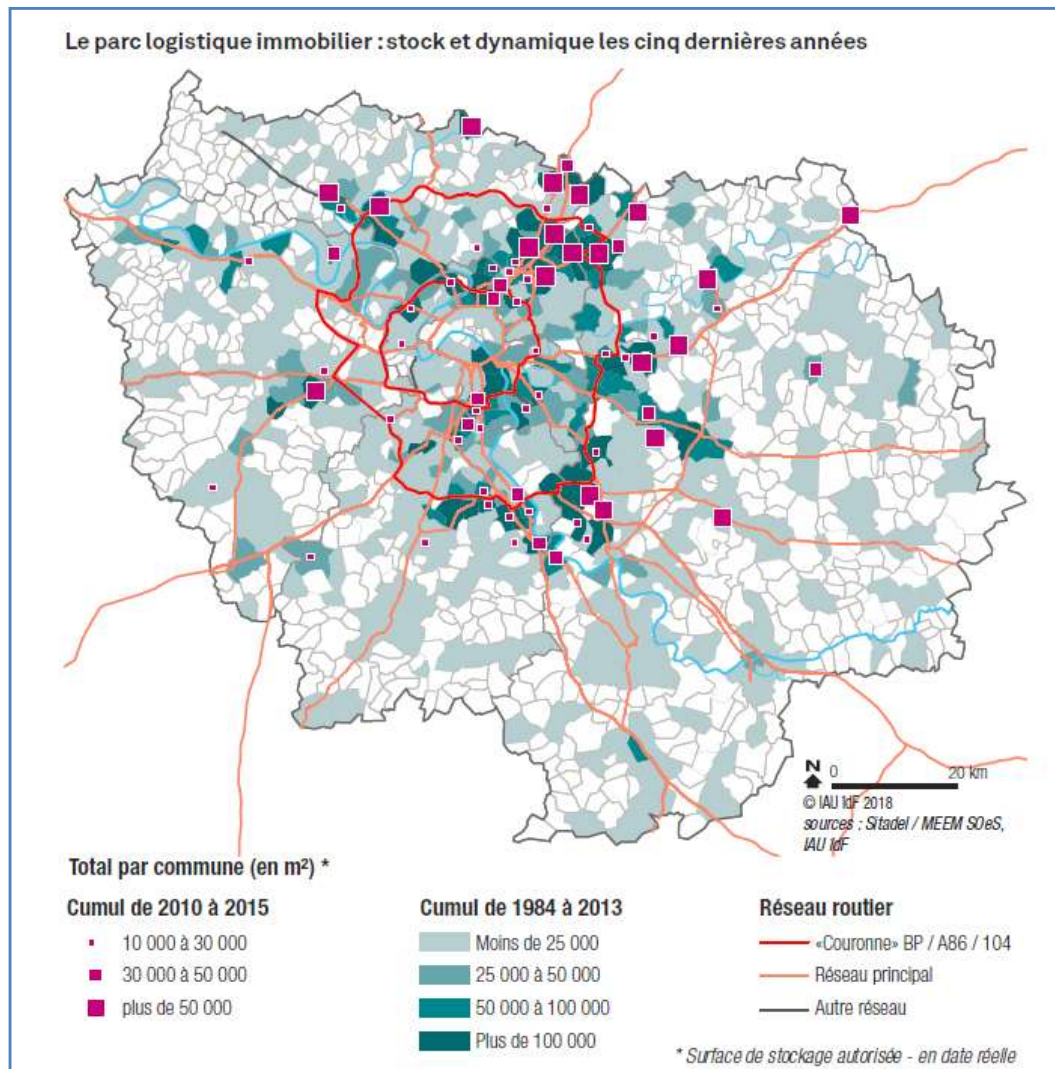 Le parc logistique immobilier : stock et dynamique les cinq dernières années
N
0 20 km
© IAU IdF 2018
sources : Sitadel / MEEM SOeS,
IAU IdF
Total par commune (en m²) *
Cumul de 2010 à 2015
10 000 à 30 000
30 000 à 50 000
plus de 50 000
Cumul de 1984 à 2013
Moins de 25 000
25 000 à 50 000
50 000 à 100 000
Plus de 100 000
Réseau routier
«Couronne» BP / A86 / 104
Réseau principal
Autre réseau
* Surface de stockage autorisée - en date réelle